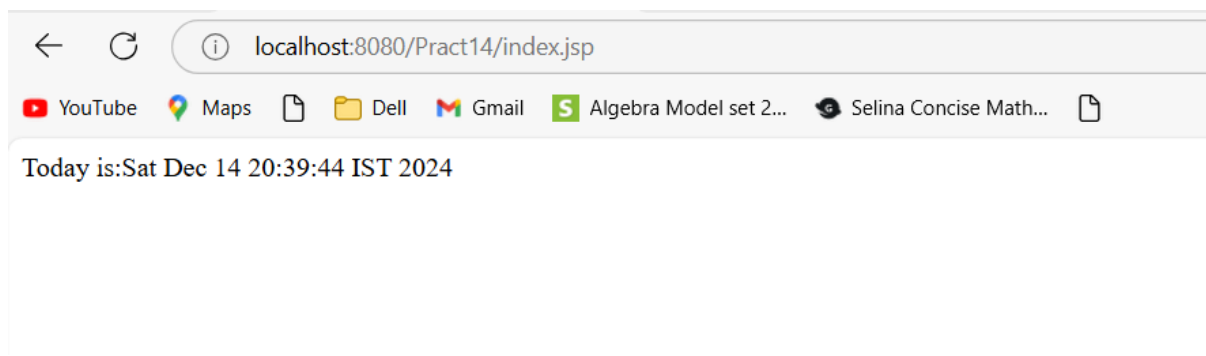 localhost:8080/Pract14/index.jsp
YouTube Maps Dell Gmail S Algebra Model set 2... G Selina Concise Math...
Today is:Sat Dec 14 20:39:44 IST 2024